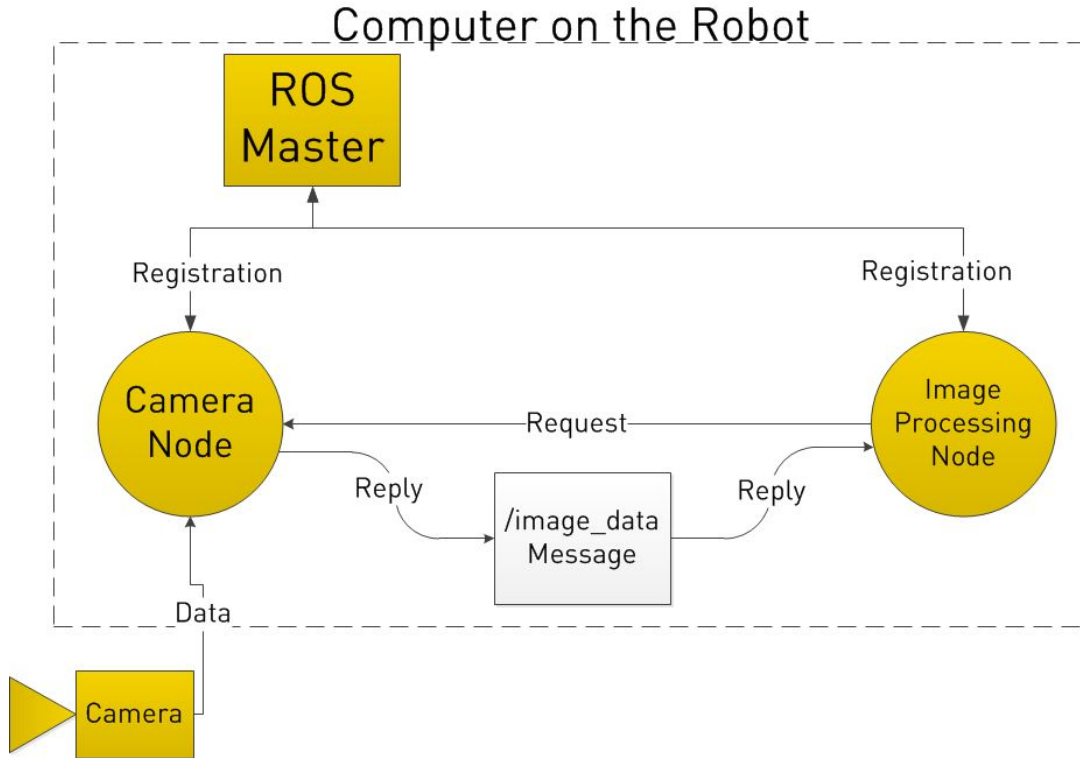 Computer on the Robot
ROS
Master
Registration
Registration
Camera
Node
Request
Image
Processing
Node
Reply
/image_data
Message
Reply
Data
Camera